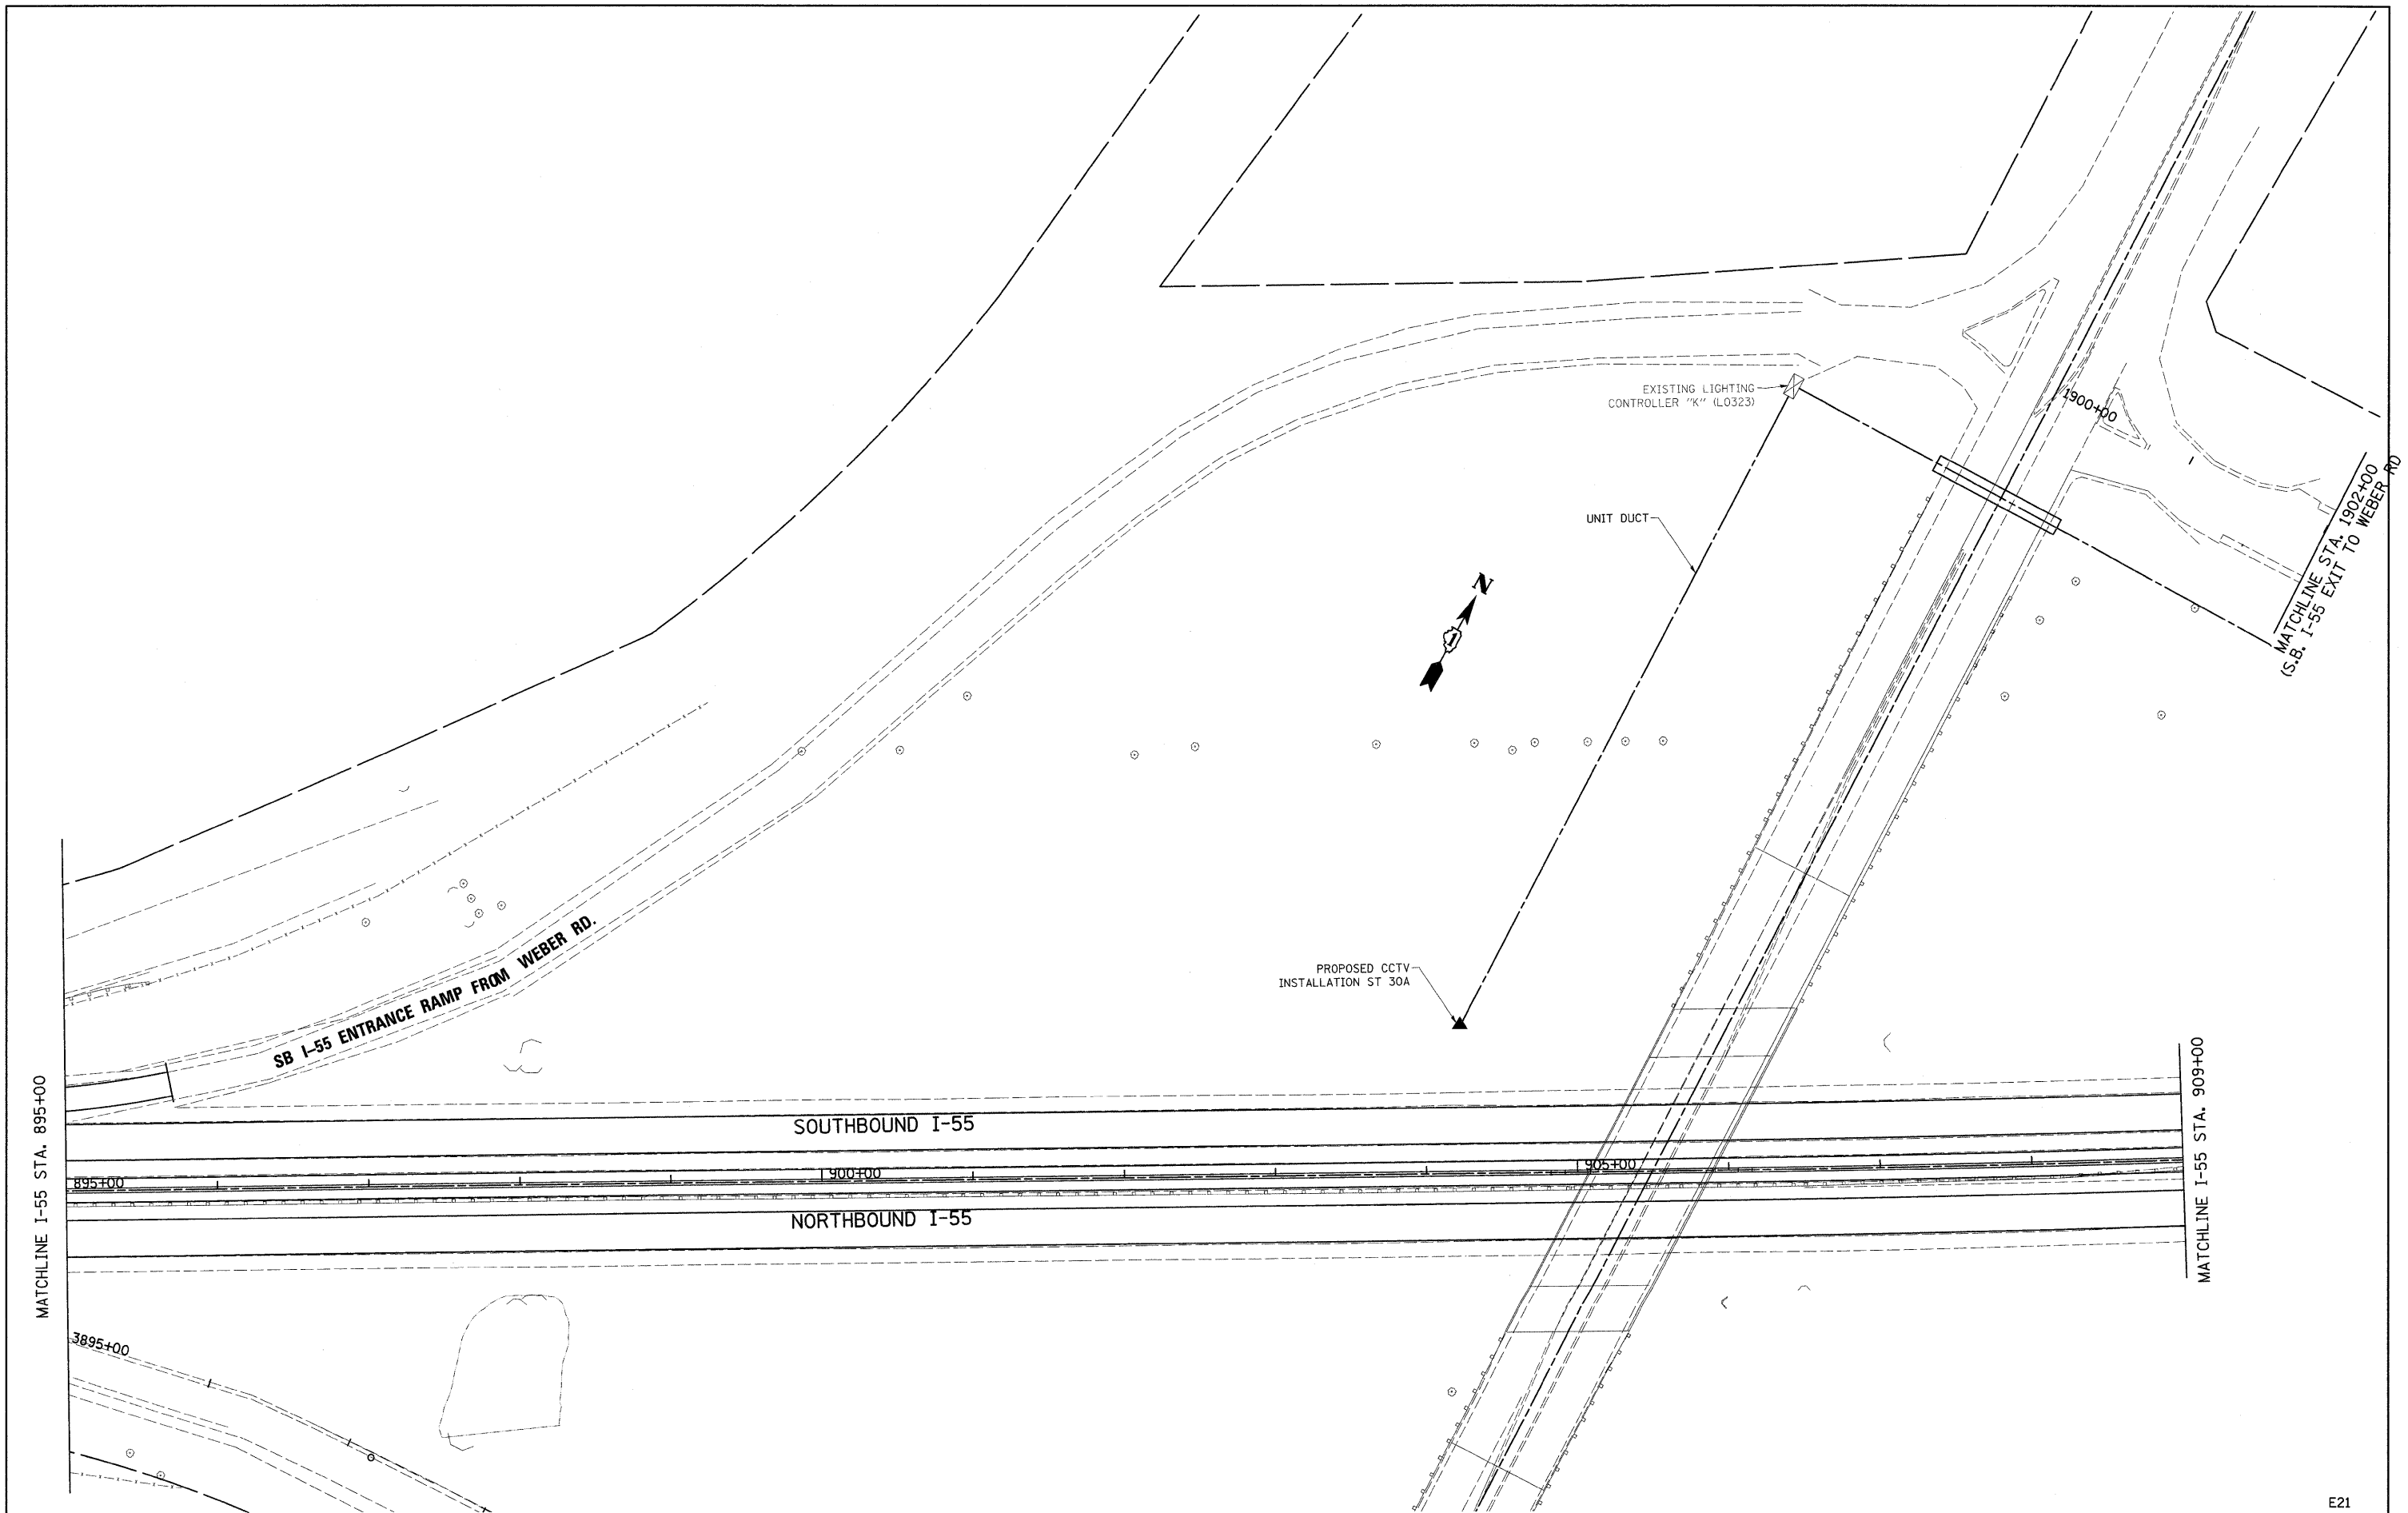 EXISTING LIGHTING
CONTROLLER "K" (L0323)
1900+00
MATCHLINE STA. 1902+00
(S.B. I-55 EXIT TO WEBER RD
UNIT DUCT
N
1
PROPOSED CCTV
INSTALLATION ST 30A
SB I-55 ENTRANCE RAMP FROM WEBER RD.
MATCHLINE I-55 STA. 895+00
MATCHLINE I-55 STA. 909+00
SOUTHBOUND I-55
895+00
900+00
905+00
NORTHBOUND I-55
3895+00
E21